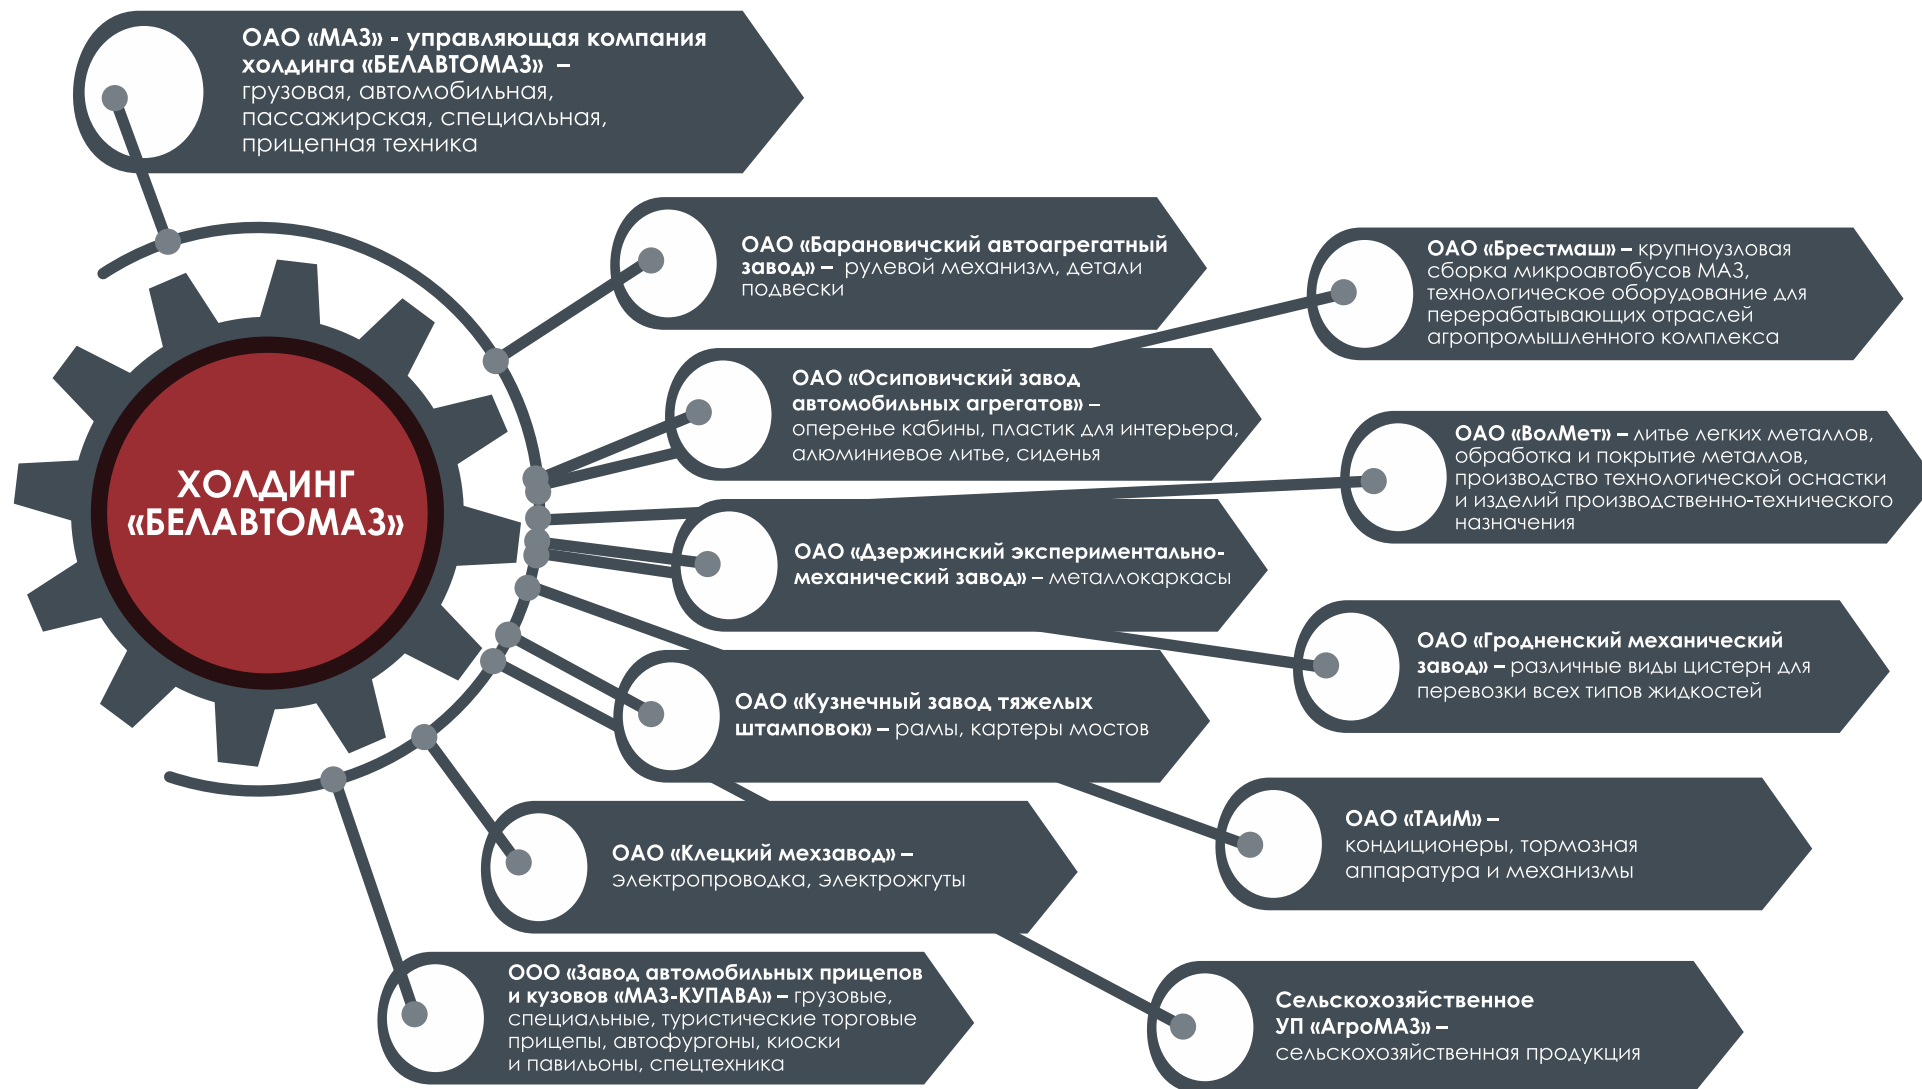 ОАО «МАЗ» - управляющая компания
холдинга «БЕЛАВТОМАЗ» –
грузовая, автомобильная,
пассажирская, специальная,
прицепная техника
ХОЛДИНГ
«БЕЛАВТОМАЗ»
ОАО «Барановичский автоагрегатный
завод» – рулевой механизм, детали
подвески
ОАО «Осиповичский завод
автомобильных агрегатов» –
оперенье кабины, пластик для интерьера,
алюминиевое литье, сиденья
ОАО «Дзержинский экспериментально-
механический завод» – металлокаркасы
ОАО «Кузнечный завод тяжелых
штамповок» – рамы, картеры мостов
ОАО «Клецкий мехзавод» –
электропроводка, электрожгуты
ООО «Завод автомобильных прицепов
и кузовов «МАЗ-КУПАВА» – грузовые,
специальные, туристические торговые
прицепы, автофургоны, киоски
и павильоны, спецтехника
ОАО «Брестмаш» – крупноузловая
сборка микроавтобусов МАЗ,
технологическое оборудование для
перерабатывающих отраслей
агропромышленного комплекса
ОАО «ВолМет» – литье легких металлов,
обработка и покрытие металлов,
производство технологической оснастки
и изделий производственно-технического
назначения
ОАО «Гродненский механический
завод» – различные виды цистерн для
перевозки всех типов жидкостей
ОАО «ТАиМ» –
кондиционеры, тормозная
аппаратура и механизмы
Сельскохозяйственное
УП «АгроМАЗ» –
сельскохозяйственная продукция